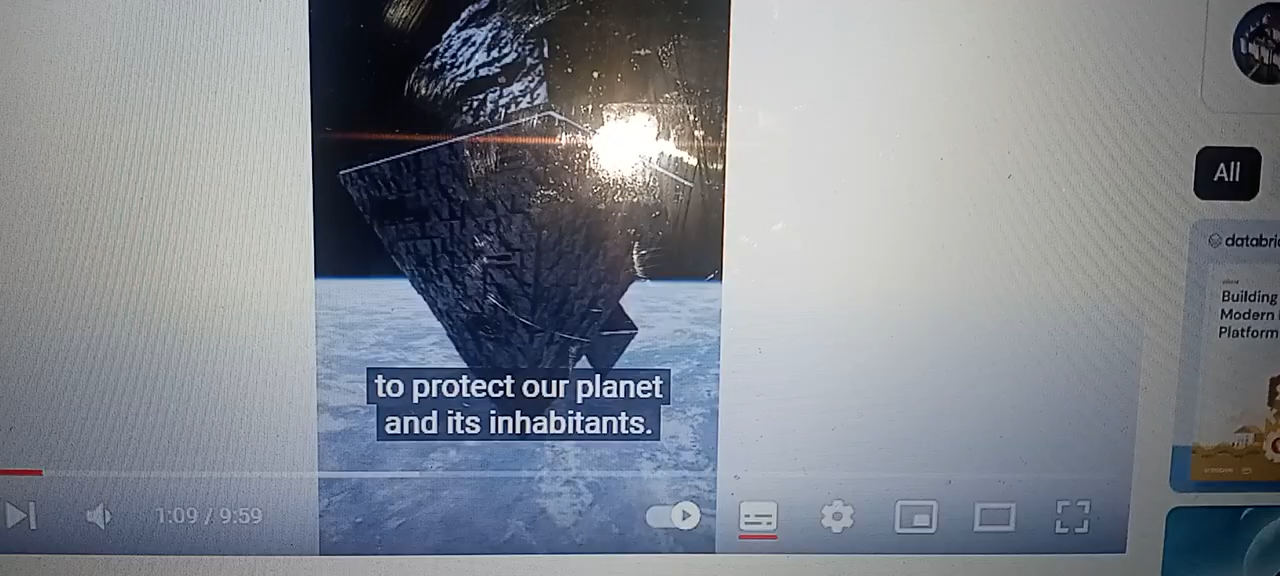 to protect our planet
and its inhabitants.
1:09 / 9:59
All
databri
Building
Modern
Platform